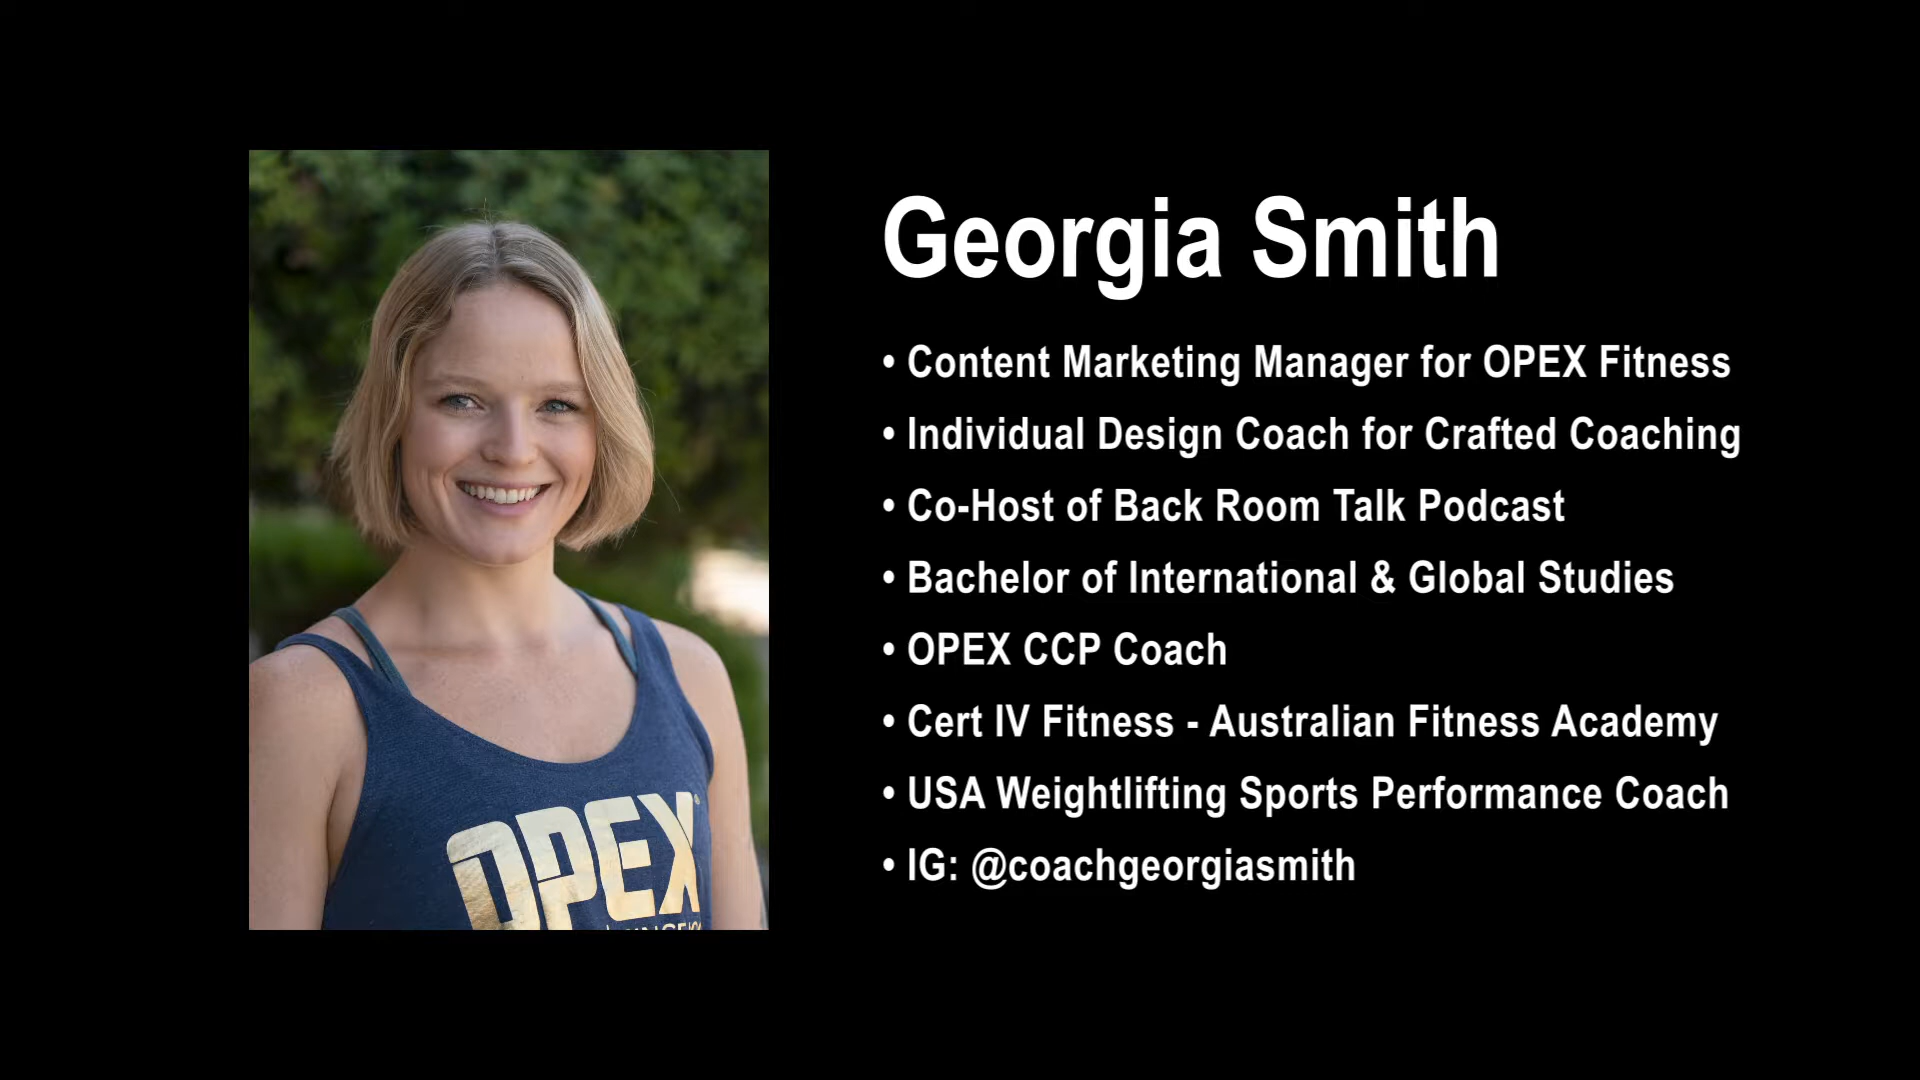 Georgia Smith
• Content Marketing Manager for OPEX Fitness
• Individual Design Coach for Crafted Coaching
• Co-Host of Back Room Talk Podcast
• Bachelor of International & Global Studies
• OPEX CCP Coach
• Cert IV Fitness - Australian Fitness Academy
• USA Weightlifting Sports Performance Coach
• IG: @coachgeorgiasmith
OPEX